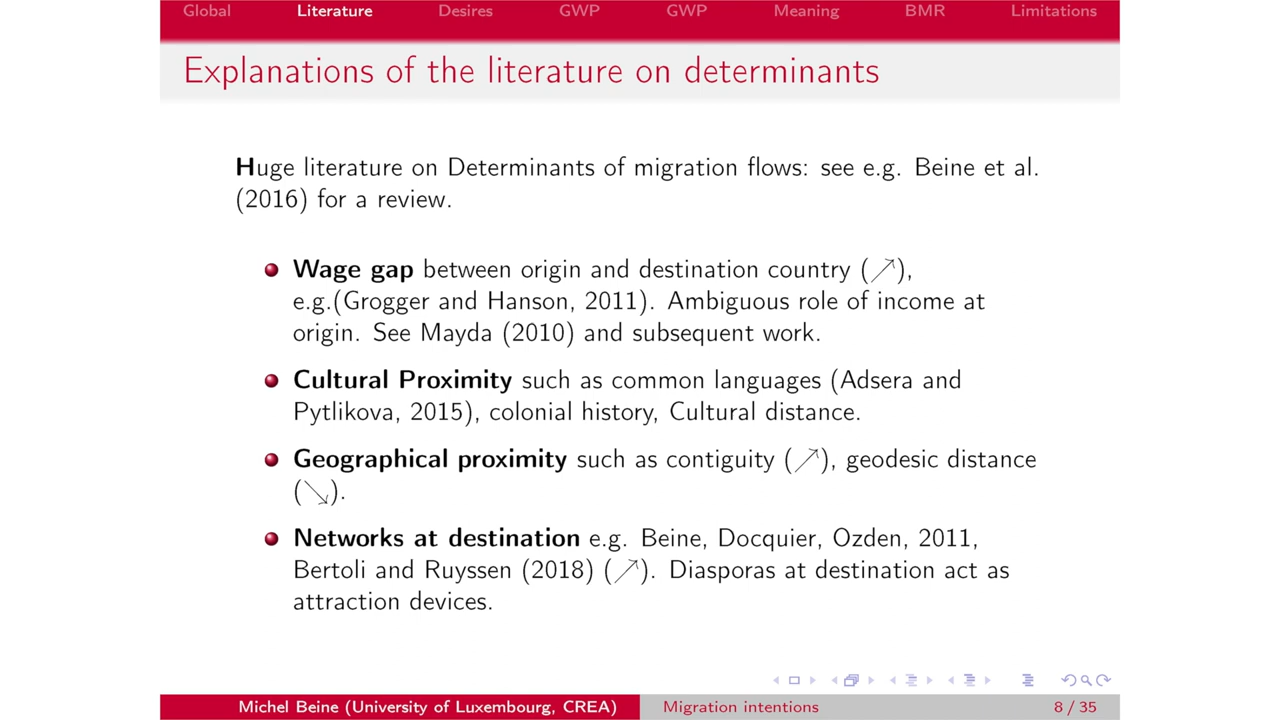 Global Literature Desires GWP GWP Meaning BMR Limitations
Explanations of the literature on determinants
Huge literature on Determinants of migration flows: see e.g. Beine et al.
(2016) for a review.
Wage gap between origin and destination country (↗),
e.g.(Grogger and Hanson, 2011). Ambiguous role of income at
origin. See Mayda (2010) and subsequent work.
Cultural Proximity such as common languages (Adsera and
Pytlikova, 2015), colonial history, Cultural distance.
Geographical proximity such as contiguity (↗), geodesic distance
(↘).
Networks at destination e.g. Beine, Docquier, Ozden, 2011,
Bertoli and Ruyssen (2018) (↗). Diasporas at destination act as
attraction devices.
Michel Beine (University of Luxembourg, CREA) Migration intentions 8 / 35